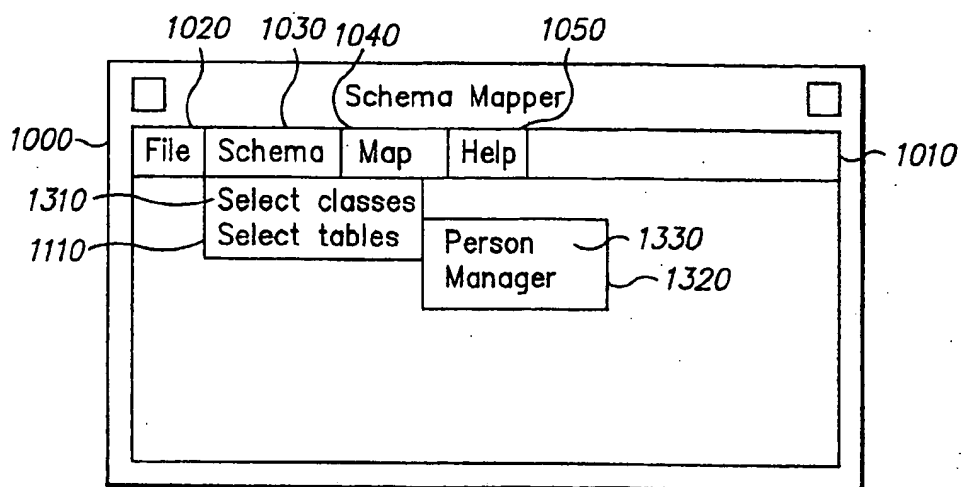 1020 1030 1040 1050
Schema Mapper
1000 File Schema Map Help 1010
1310 Select classes
1110 Select tables
Person 1330
Manager 1320